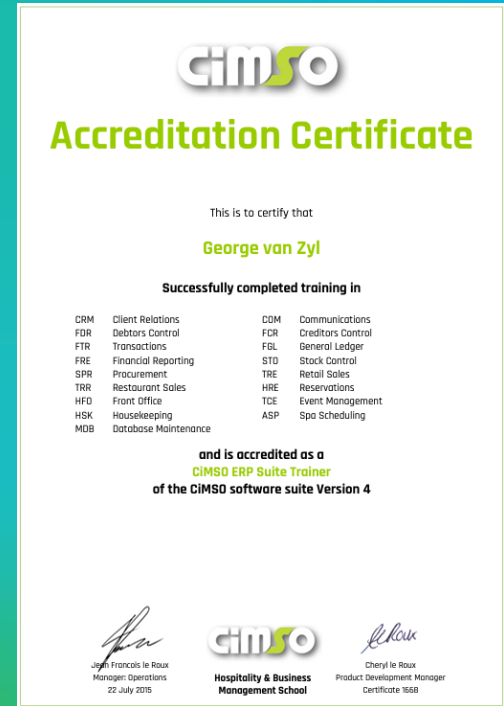 CiMSO
Accreditation Certificate
This is to certify that
George van Zyl
Successfully completed training in
CRM Client Relations COM Communications
FDR Debtors Control FCR Creditors Control
FTR Transactions FGL General Ledger
FRE Financial Reporting STO Stock Control
SPR Procurement TRE Retail Sales
TRR Restaurant Sales HRE Reservations
HFO Front Office TCE Event Management
HSK Housekeeping ASP Spa Scheduling
MDB Database Maintenance
and is accredited as a
CiMSO ERP Suite Trainer
of the CiMSO software suite Version 4
le Roux
CiMSO
Jean Francois le Roux
Manager: Operations
22 July 2015
Hospitality & Business
Management School
Cheryl le Roux
Product Development Manager
Certificate 1668